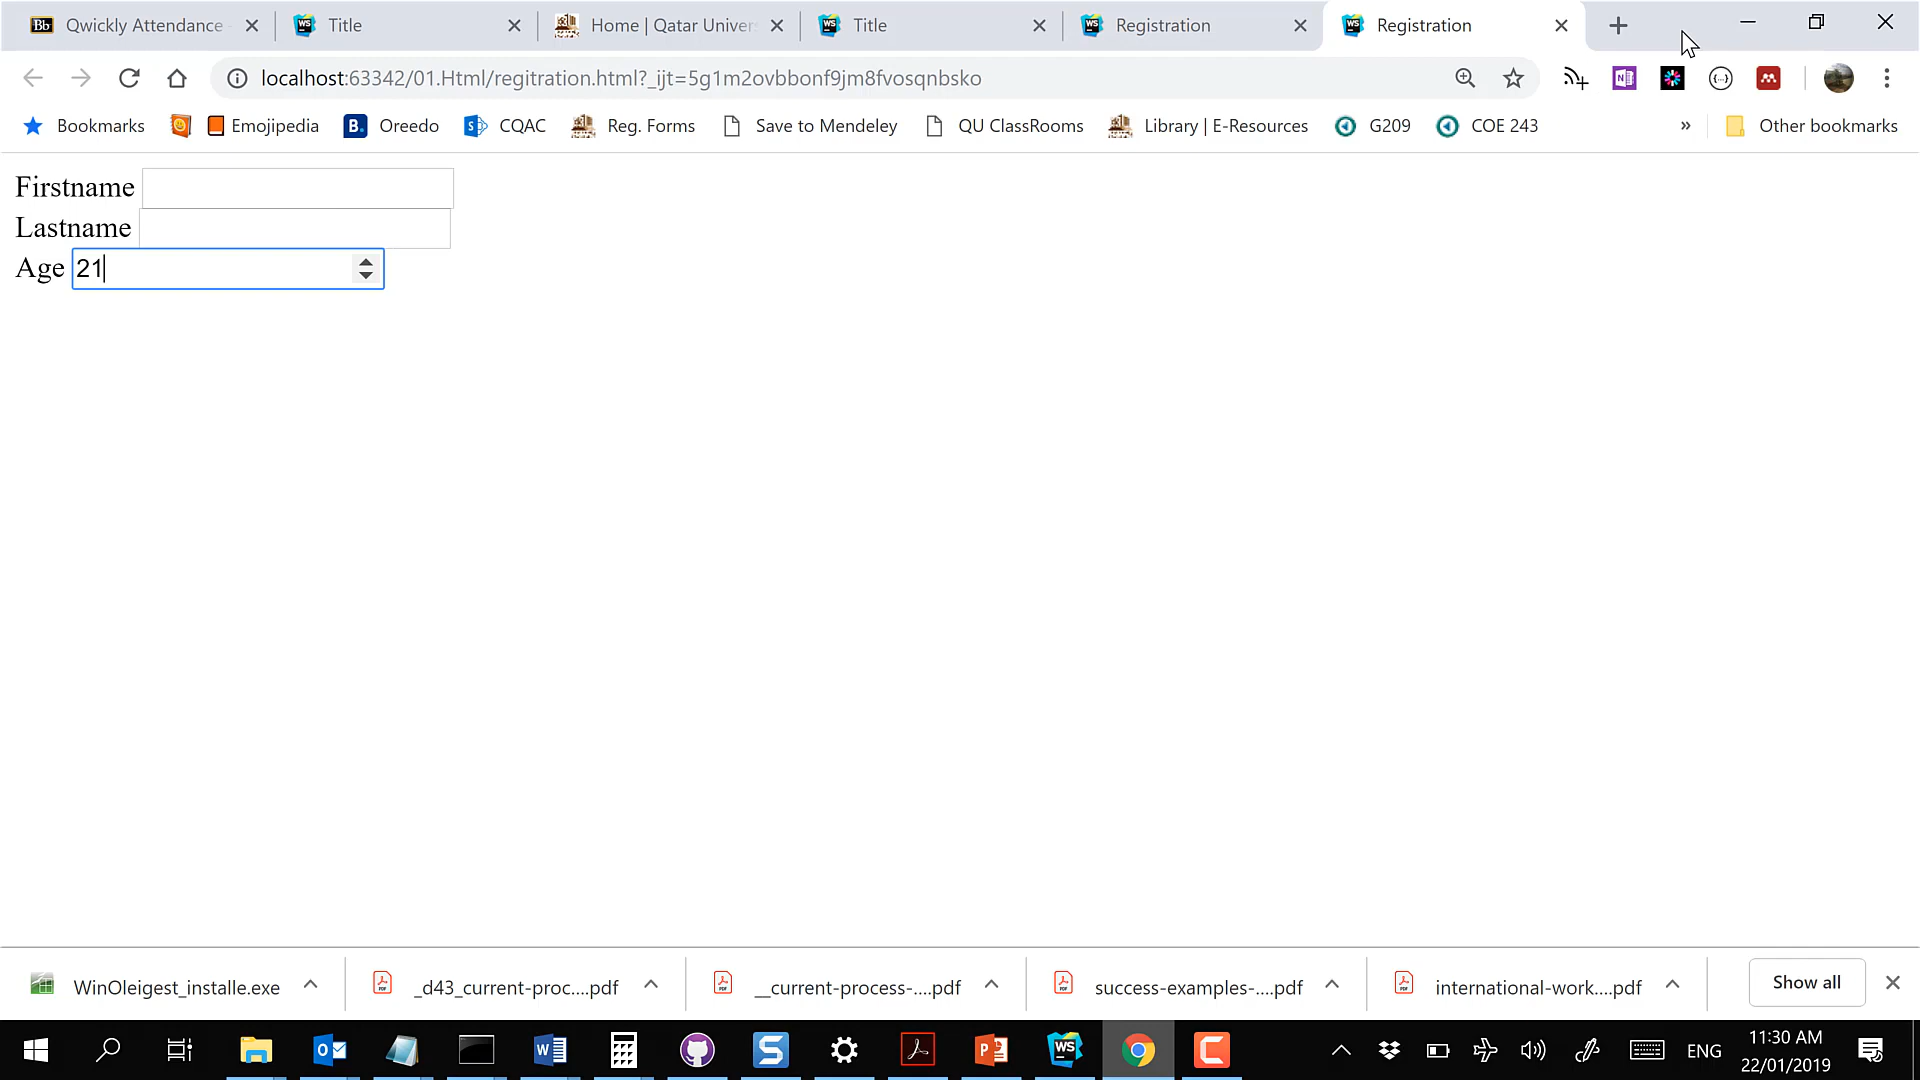 Qwickly Attendance
Title
Home | Qatar Univer
Title
Registration
Registration
localhost:63342/01.Html/regitration.html?_ijt=5g1m2ovbbonf9jm8fvosqnbsko
Bookmarks
Emojipedia
Oreedo
CQAC
Reg. Forms
Save to Mendeley
QU ClassRooms
Library | E-Resources
G209
COE 243
»
Other bookmarks
Firstname
Lastname
Age 21
WinOleigest_installe.exe
_d43_current-proc....pdf
__current-process-....pdf
success-examples-....pdf
international-work....pdf
Show all
ENG
11:30 AM
22/01/2019